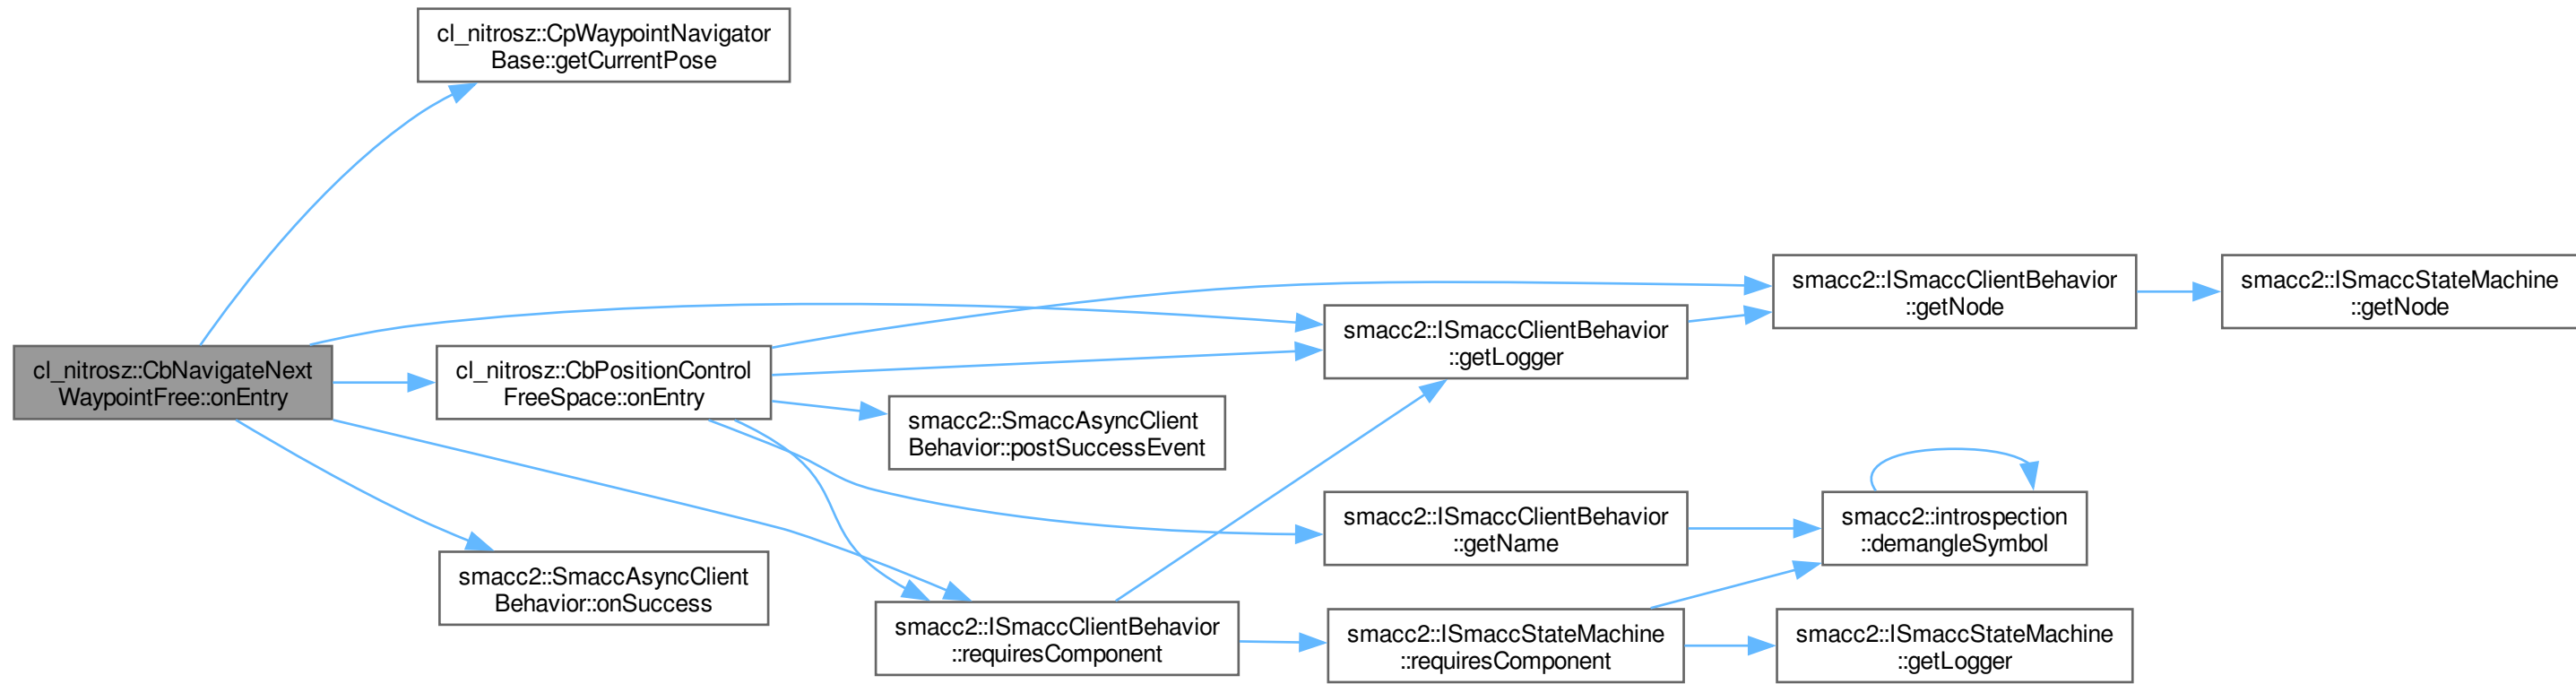 cl_nitrosz::CpWaypointNavigator
Base::getCurrentPose
cl_nitrosz::CbNavigateNext
WaypointFree::onEntry
cl_nitrosz::CbPositionControl
FreeSpace::onEntry
smacc2::SmaccAsyncClient
Behavior::onSuccess
smacc2::SmaccAsyncClient
Behavior::postSuccessEvent
smacc2::ISmaccClientBehavior
::requiresComponent
smacc2::ISmaccClientBehavior
::getLogger
smacc2::ISmaccClientBehavior
::getName
smacc2::ISmaccStateMachine
::requiresComponent
smacc2::ISmaccClientBehavior
::getNode
smacc2::introspection
::demangleSymbol
smacc2::ISmaccStateMachine
::getLogger
smacc2::ISmaccStateMachine
::getNode